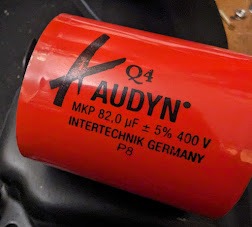 Q4
AUDYN®
MKP 82.0 µF ± 5% 400 V
INTERTECHNIK GERMANY
P8